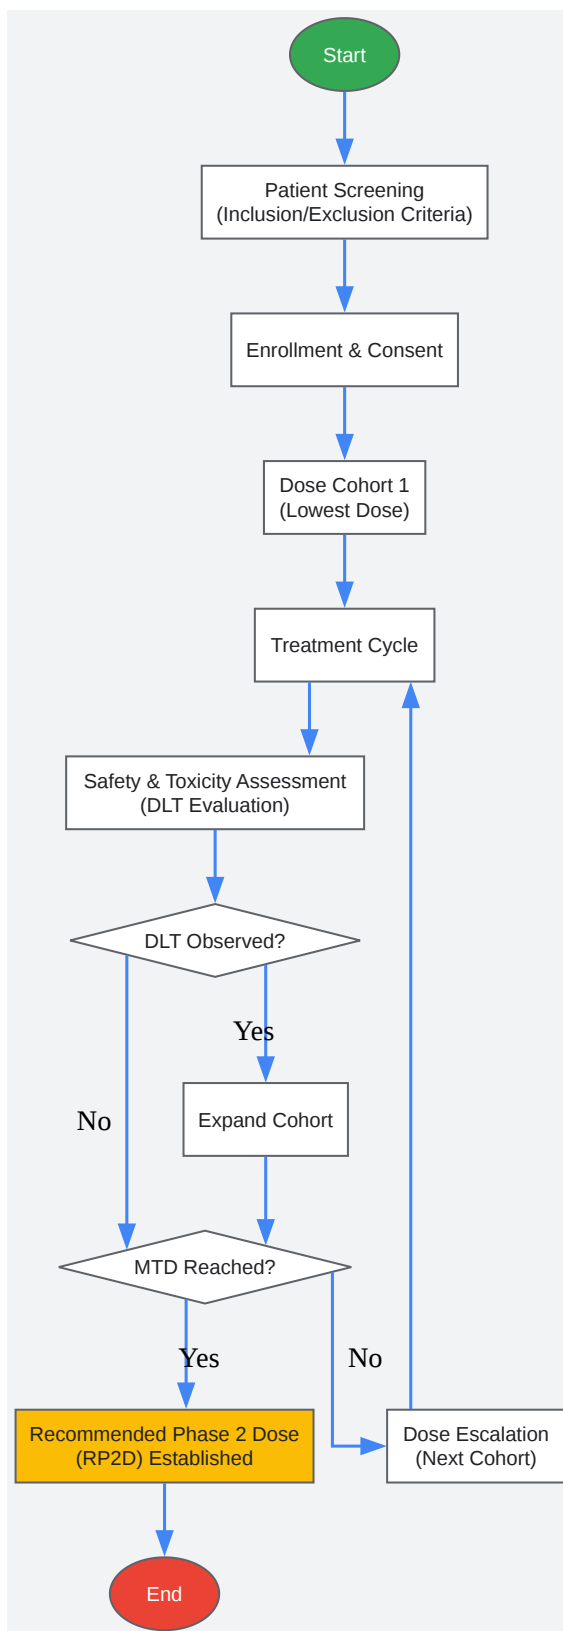 Start
Patient Screening
(Inclusion/Exclusion Criteria)
Enrollment & Consent
Dose Cohort 1
(Lowest Dose)
Treatment Cycle
Safety & Toxicity Assessment
(DLT Evaluation)
DLT Observed?
Yes
No
Expand Cohort
MTD Reached?
Yes
No
Recommended Phase 2 Dose
(RP2D) Established
Dose Escalation
(Next Cohort)
End